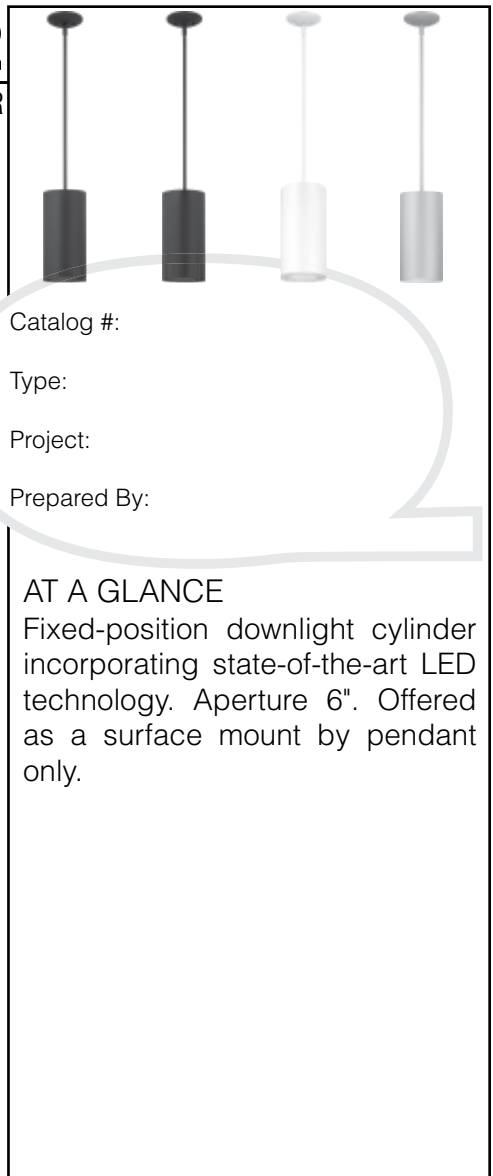 Catalog #:
Type:
Project:
Prepared By:
AT A GLANCE
Fixed-position downlight cylinder
incorporating state-of-the-art LED
technology. Aperture 6". Offered
as a surface mount by pendant
only.